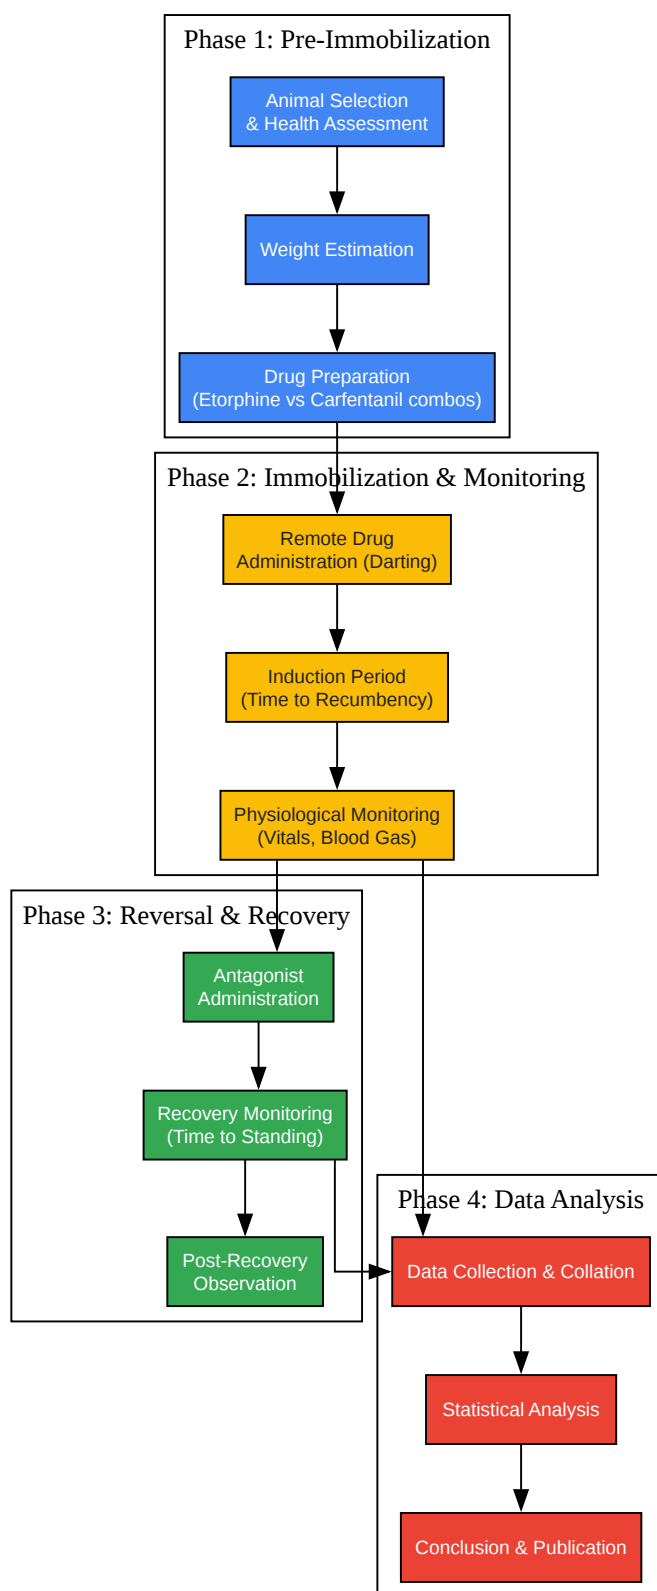 Phase 1: Pre-Immobilization
Animal Selection
& Health Assessment
Weight Estimation
Drug Preparation
(Etorphine vs Carfentanil combos)
Phase 2: Immobilization & Monitoring
Remote Drug
Administration (Darting)
Induction Period
(Time to Recumbency)
Physiological Monitoring
(Vitals, Blood Gas)
Phase 3: Reversal & Recovery
Antagonist
Administration
Recovery Monitoring
(Time to Standing)
Post-Recovery
Observation
Phase 4: Data Analysis
Data Collection & Collation
Statistical Analysis
Conclusion & Publication